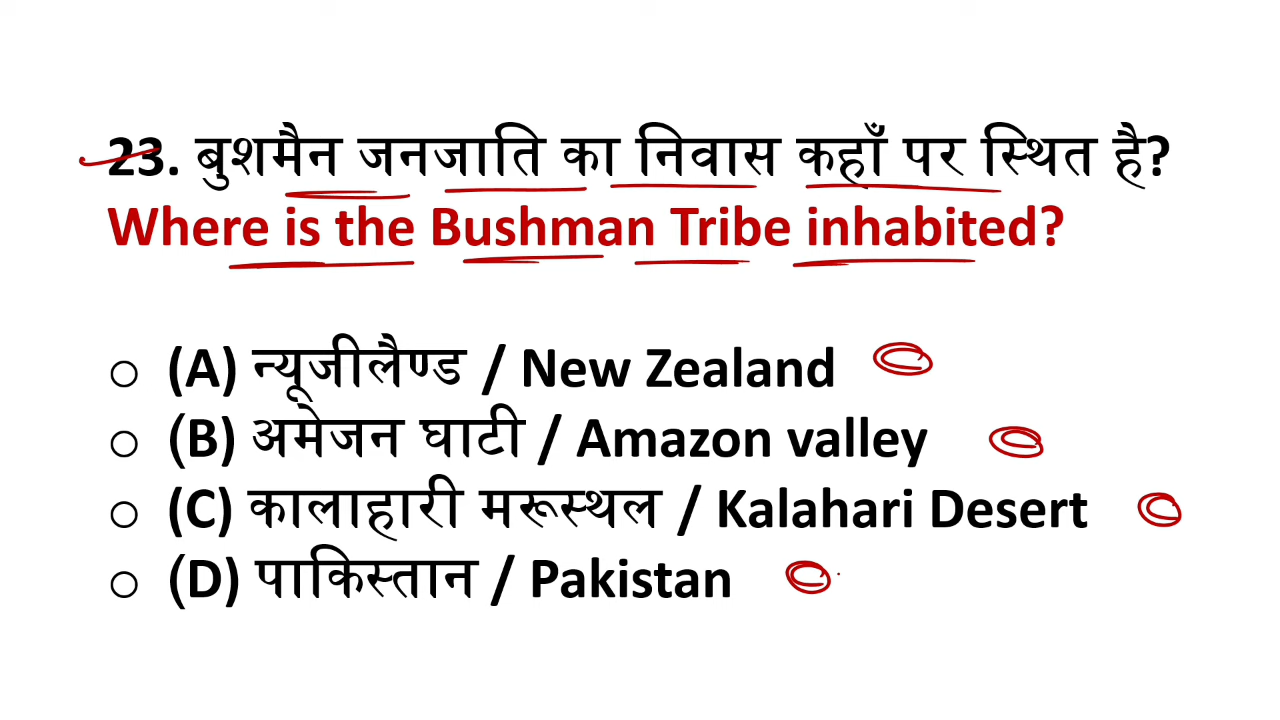 23. बुशमैन जनजाति का निवास कहाँ पर स्थित है?
Where is the Bushman Tribe inhabited?
(A) न्यूजीलैण्ड / New Zealand
(B) अमेजन घाटी / Amazon valley
(C) कालाहारी मरूस्थल / Kalahari Desert
(D) पाकिस्तान / Pakistan